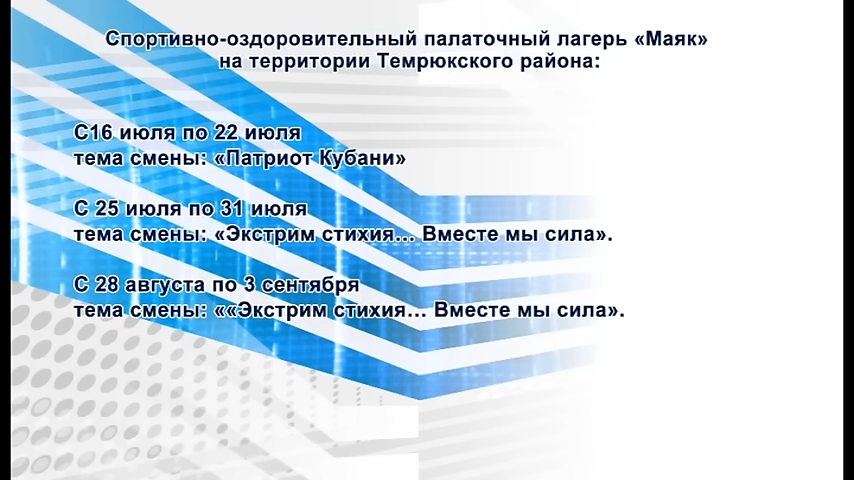 Спортивно-оздоровительный палаточный лагерь «Маяк»
на территории Темрюкского района:
С16 июля по 22 июля
тема смены: «Патриот Кубани»
С 25 июля по 31 июля
тема смены: «Экстрим стихия... Вместе мы сила».
С 28 августа по 3 сентября
тема смены: ««Экстрим стихия... Вместе мы сила».